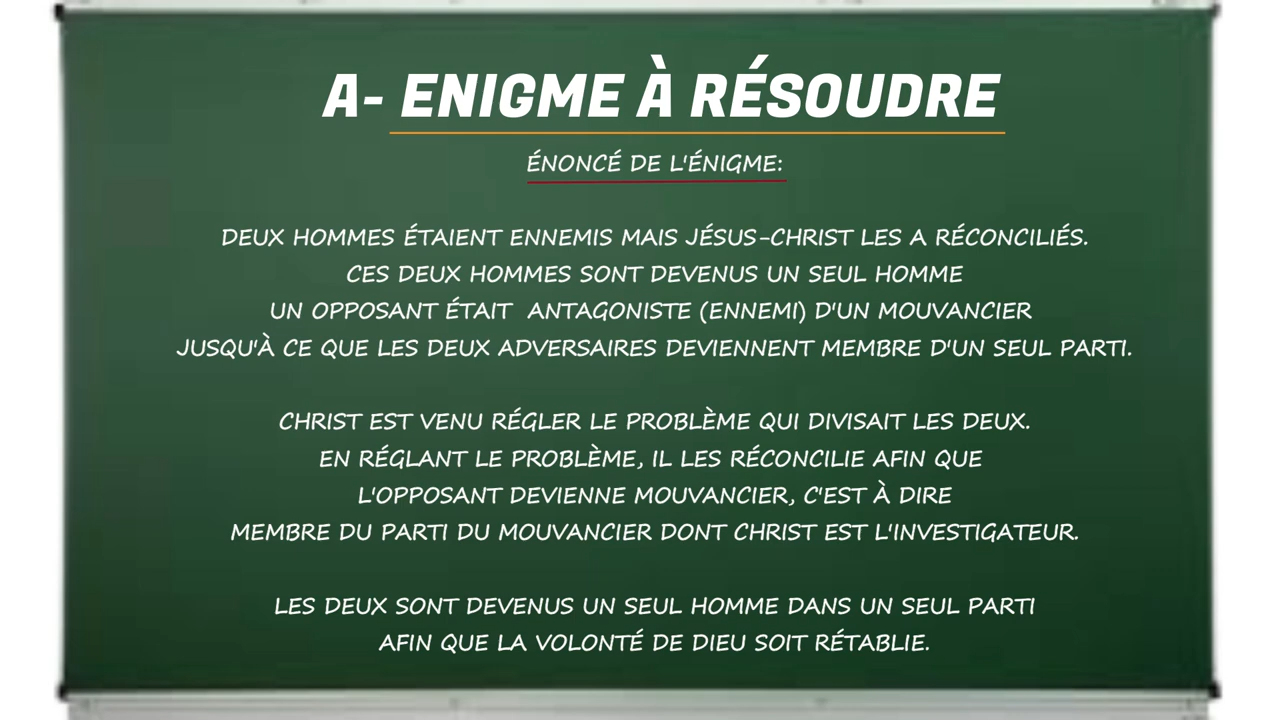 A- ENIGME À RÉSOUDRE
ÉNONCÉ DE L'ÉNIGME:
DEUX HOMMES ÉTAIENT ENNEMIS MAIS JÉSUS-CHRIST LES A RÉCONCILIÉS.
CES DEUX HOMMES SONT DEVENUS UN SEUL HOMME
UN OPPOSANT ÉTAIT ANTAGONISTE (ENNEMI) D'UN MOUVANCIER
JUSQU'À CE QUE LES DEUX ADVERSAIRES DEVIENNENT MEMBRE D'UN SEUL PARTI.
CHRIST EST VENU RÉGLER LE PROBLÈME QUI DIVISAIT LES DEUX.
EN RÉGLANT LE PROBLÈME, IL LES RÉCONCILIE AFIN QUE
L'OPPOSANT DEVIENNE MOUVANCIER, C'EST À DIRE
MEMBRE DU PARTI DU MOUVANCIER DONT CHRIST EST L'INVESTIGATEUR.
LES DEUX SONT DEVENUS UN SEUL HOMME DANS UN SEUL PARTI
AFIN QUE LA VOLONTÉ DE DIEU SOIT RÉTABLIE.